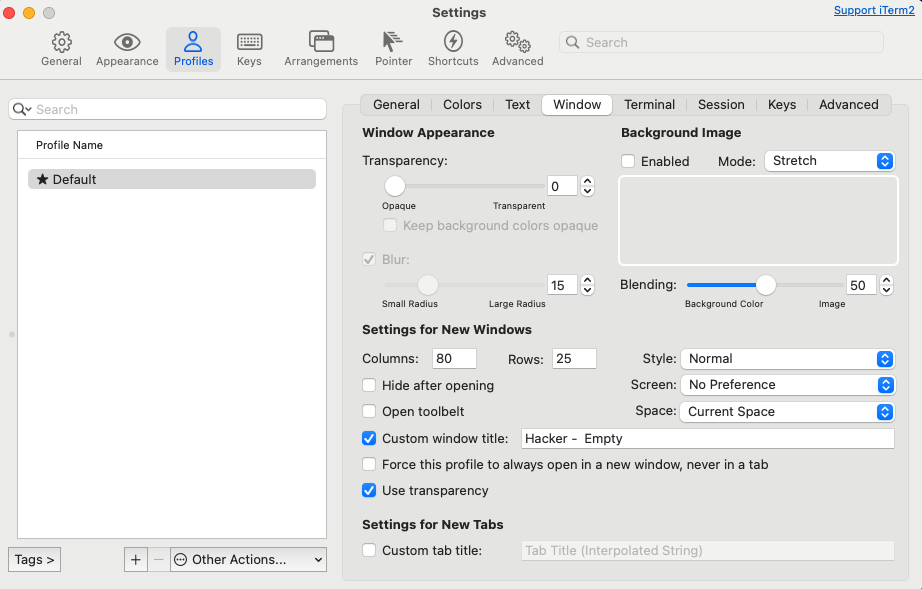 Settings
Support iTerm2
General Appearance Profiles Keys Arrangements Pointer Shortcuts Advanced
Search
Search
Profile Name
★ Default
Tags >
+ − Other Actions...
General Colors Text Window Terminal Session Keys Advanced
Window Appearance
Transparency:
0
Opaque Transparent
Keep background colors opaque
Blur:
15
Small Radius Large Radius
Background Image
Enabled Mode: Stretch
Blending: 50
Background Color Image
Settings for New Windows
Columns: 80 Rows: 25 Style: Normal
Hide after opening Screen: No Preference
Open toolbelt Space: Current Space
Custom window title: Hacker -  Empty
Force this profile to always open in a new window, never in a tab
Use transparency
Settings for New Tabs
Custom tab title: Tab Title (Interpolated String)